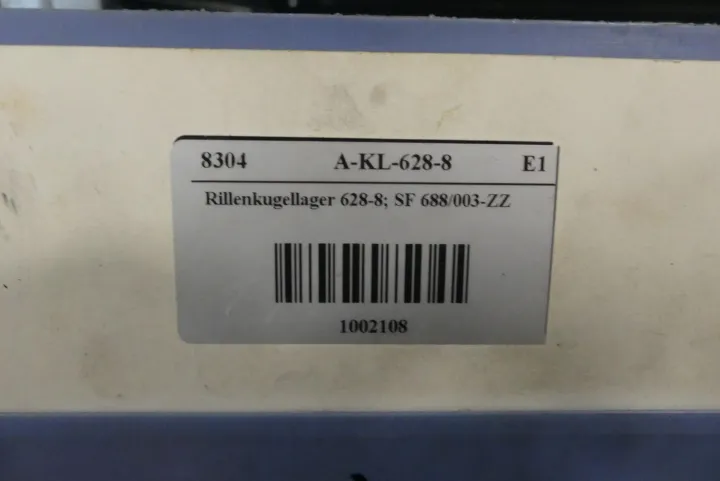 8304 A-KL-628-8 E1
Rillenkugellager 628-8; SF 688/003-ZZ
1002108